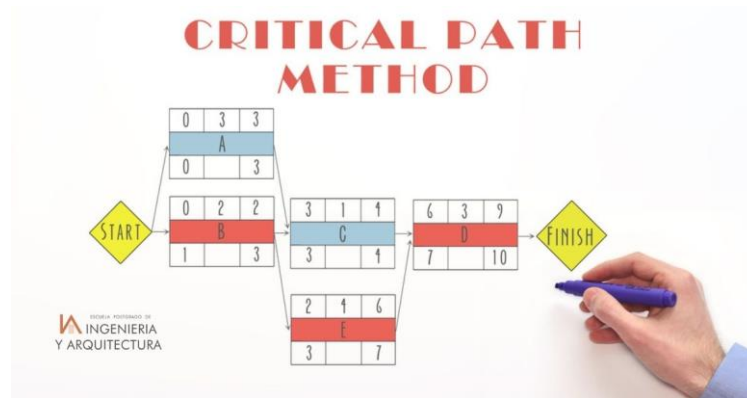 CRITICAL PATH
METHOD
0 3 3
A
0 3
0 2 2
B
1 3
START
3 1 4
C
3 4
6 3 9
D
7 10
FINISH
2 4 6
E
3 7
ESCUELA POSTGRADO DE
INGENIERIA
Y ARQUITECTURA